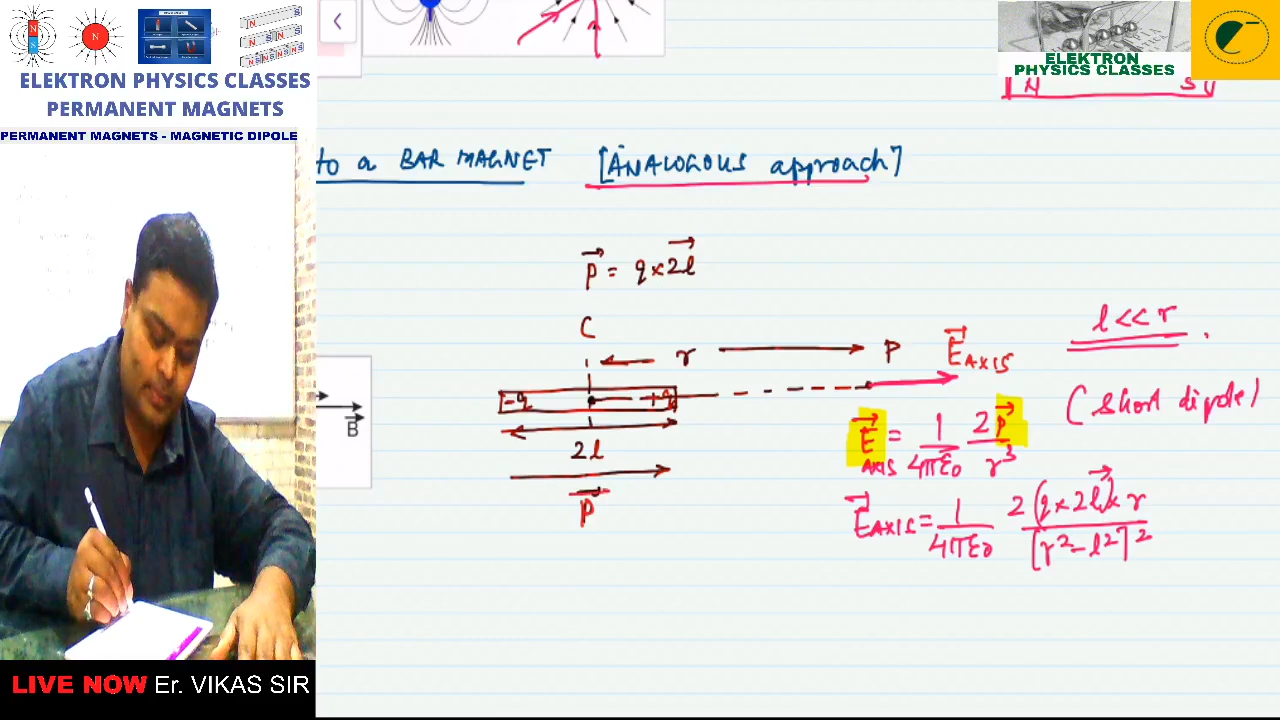 ELEKTRON PHYSICS CLASSES
PERMANENT MAGNETS
PERMANENT MAGNETS - MAGNETIC DIPOLE
ELEKTRON
PHYSICS CLASSES
N S
to a BAR MAGNET [ANALOGOUS approach]
p⃗ = q×2l⃗
C
r P E⃗ AXIS
l << r
-q +q
(short dipole)
2l
p⃗
B⃗
E⃗ AXIS = 1/4πε0 2p⃗/r³
E⃗ AXIS = 1/4πε0 2(q×2l⃗)×r/[r²-l²]²
LIVE NOW Er. VIKAS SIR